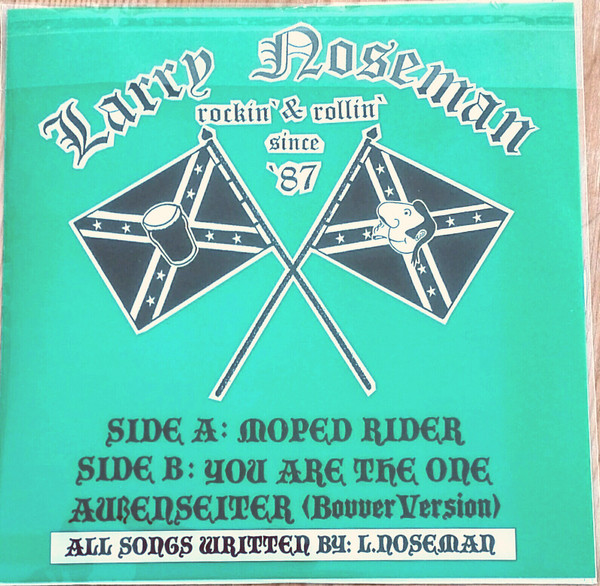 Larry Noseman
rockin`& rollin`
since
`87
SIDE A: MOPED RIDER
SIDE B: YOU ARE THE ONE
AUßENSEITER (Bovver Version)
ALL SONGS WRITTEN BY: L.NOSEMAN